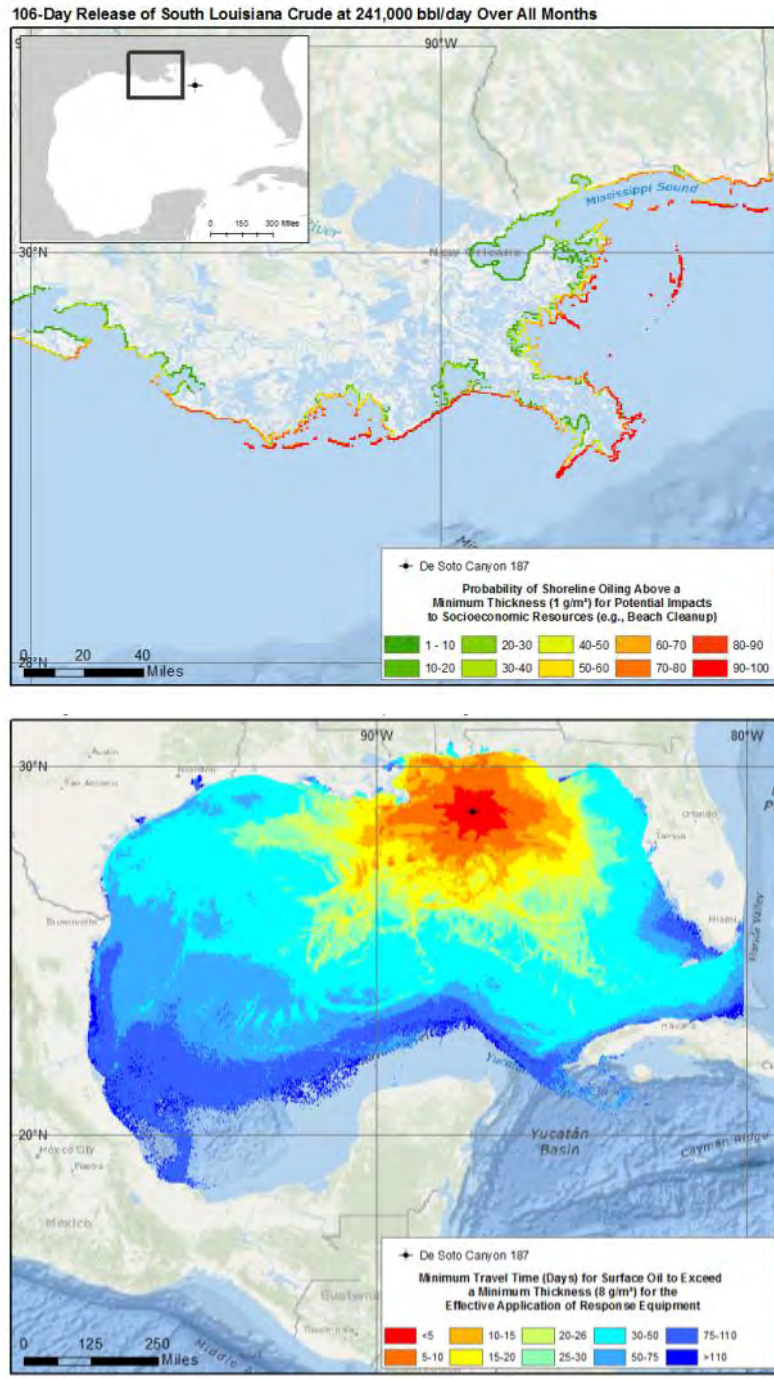 106-Day Release of South Louisiana Crude at 241,000 bbl/day Over All Months
90°W
0 150 300 Miles
Mississippi Sound
River
New Orleans
30°N
De Soto Canyon 187
Probability of Shoreline Oiling Above a
Minimum Thickness (1 g/m²) for Potential Impacts
to Socioeconomic Resources (e.g., Beach Cleanup)
1 - 10 20-30 40-50 60-70 80-90
10-20 30-40 50-60 70-80 90-100
28°N
0 20 40
Miles
90°W 80°W
30°N
Austin
San Antonio
Houston
Orlando
Tampa
Brownsville
Miami
Florida Valley
Havana
20°N
México City
Puebla
Yucatán
Basin
Cayman Ridge
Mexico
De Soto Canyon 187
Minimum Travel Time (Days) for Surface Oil to Exceed
a Minimum Thickness (8 g/m²) for the
Effective Application of Response Equipment
<5 10-15 20-26 30-50 75-110
5-10 15-20 25-30 50-75 >110
0 125 250
Miles
Middle